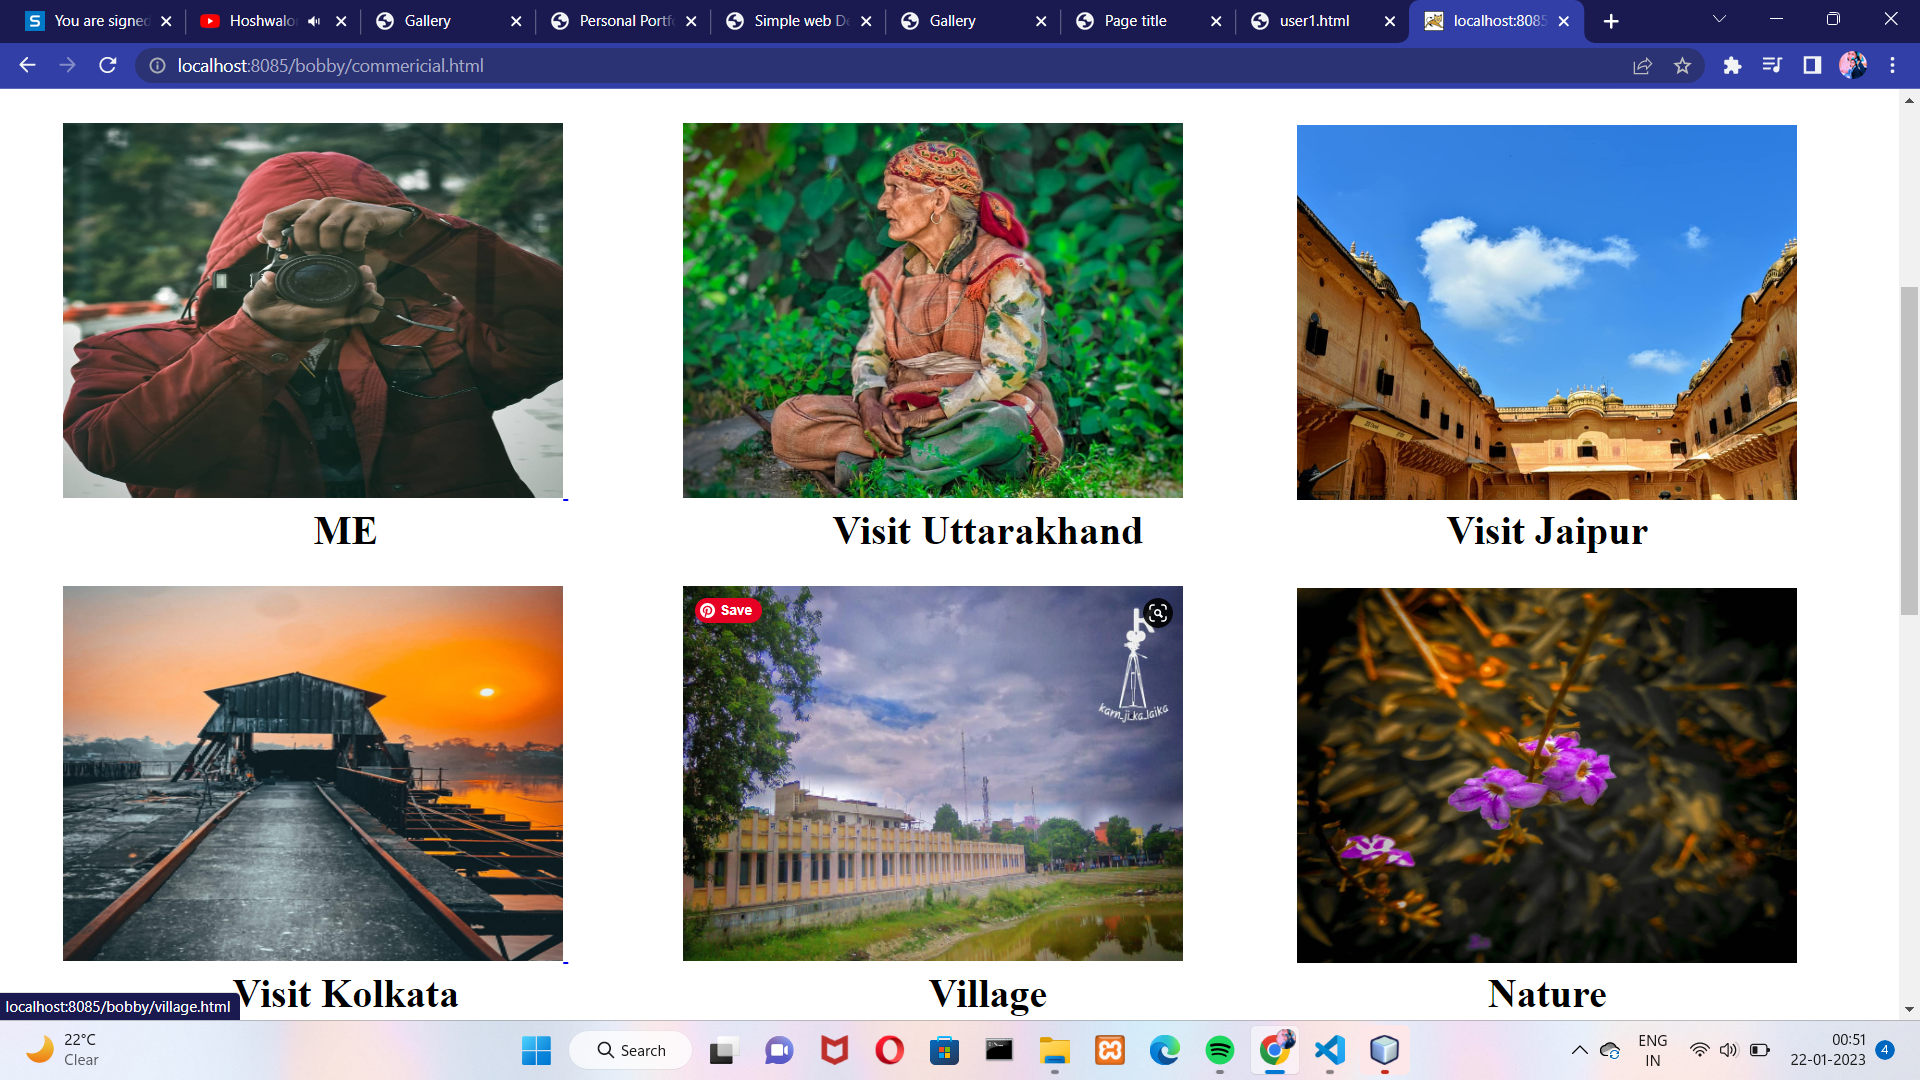 You are signed
Hoshwalo
Gallery
Personal Portf
Simple web De
Gallery
Page title
user1.html
localhost:8085
localhost:8085/bobby/commericial.html
ME
Visit Uttarakhand
Visit Jaipur
Save
karn_ji_ka_laika
Visit Kolkata
Village
Nature
localhost:8085/bobby/village.html
22°C
Clear
Search
ENG
IN
00:51
22-01-2023
4